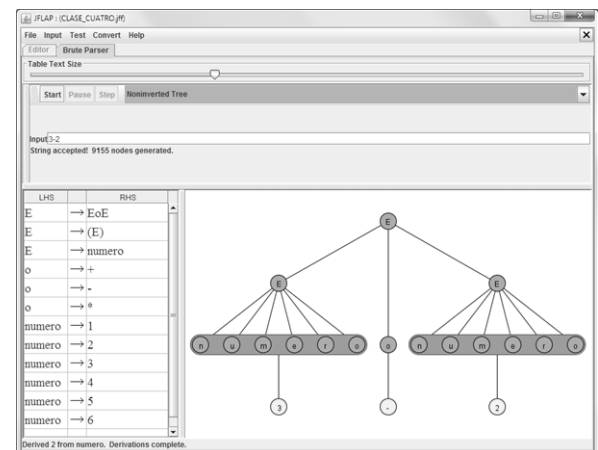 JFLAP : (CLASE_CUATRO.jff)
File Input Test Convert Help
Editor Brute Parser
Table Text Size
Start Pause Step Noninverted Tree
Input 3-2
String accepted! 9155 nodes generated.
LHS RHS
E → EoE
E → (E)
E → numero
o → +
o → -
o → *
numero → 1
numero → 2
numero → 3
numero → 4
numero → 5
numero → 6
E
E E
n u m e r o o n u m e r o
3 - 2
Derived 2 from numero. Derivations complete.